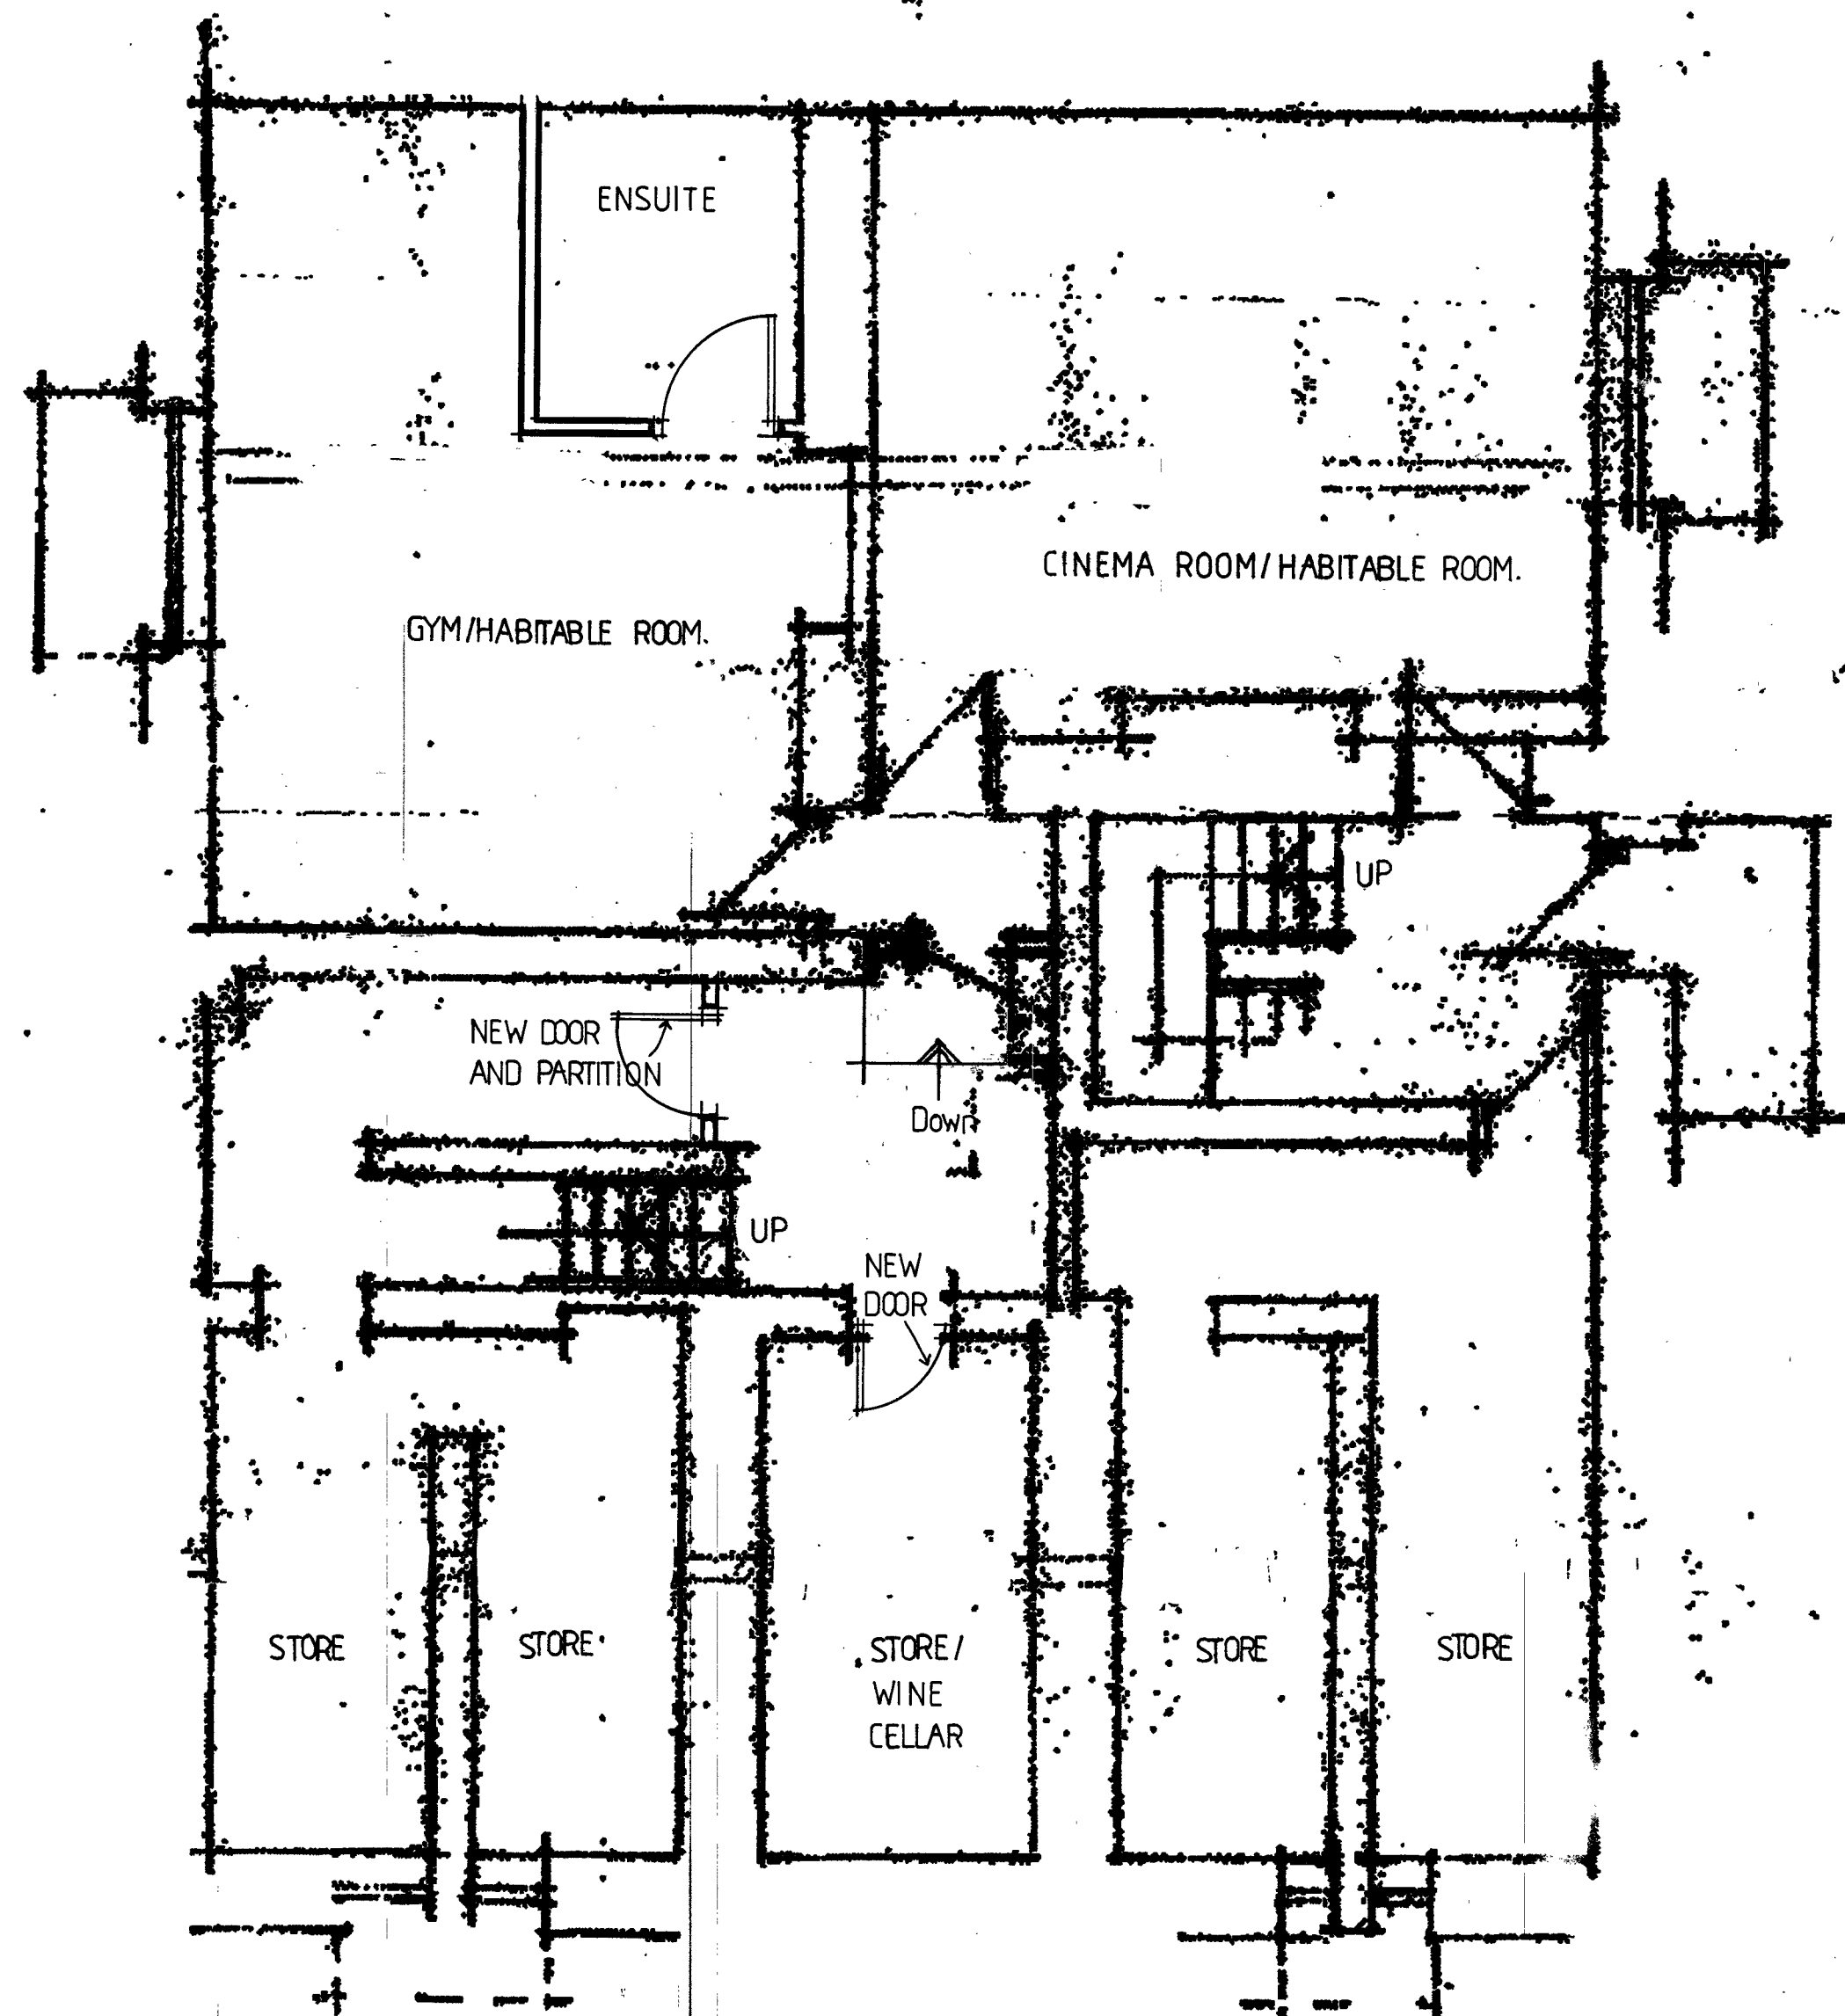 ENSUITE
CINEMA ROOM/HABITABLE ROOM.
GYM/HABITABLE ROOM.
UP
NEW DOOR
AND PARTITION
Down
UP
NEW
DOOR
STORE
STORE
STORE/
WINE
CELLAR
STORE
STORE